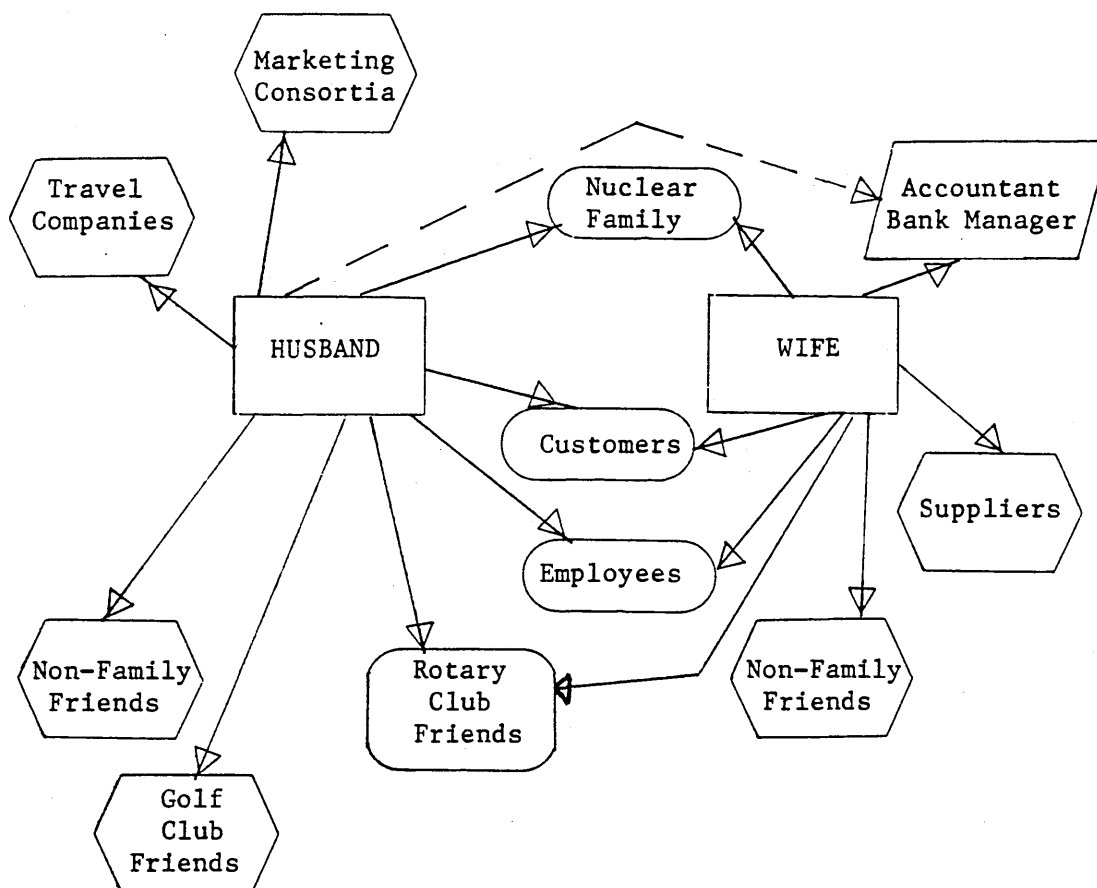 Marketing
Consortia
Travel
Companies
Nuclear
Family
Accountant
Bank Manager
HUSBAND
WIFE
Customers
Suppliers
Employees
Non-Family
Friends
Rotary
Club
Friends
Non-Family
Friends
Golf
Club
Friends